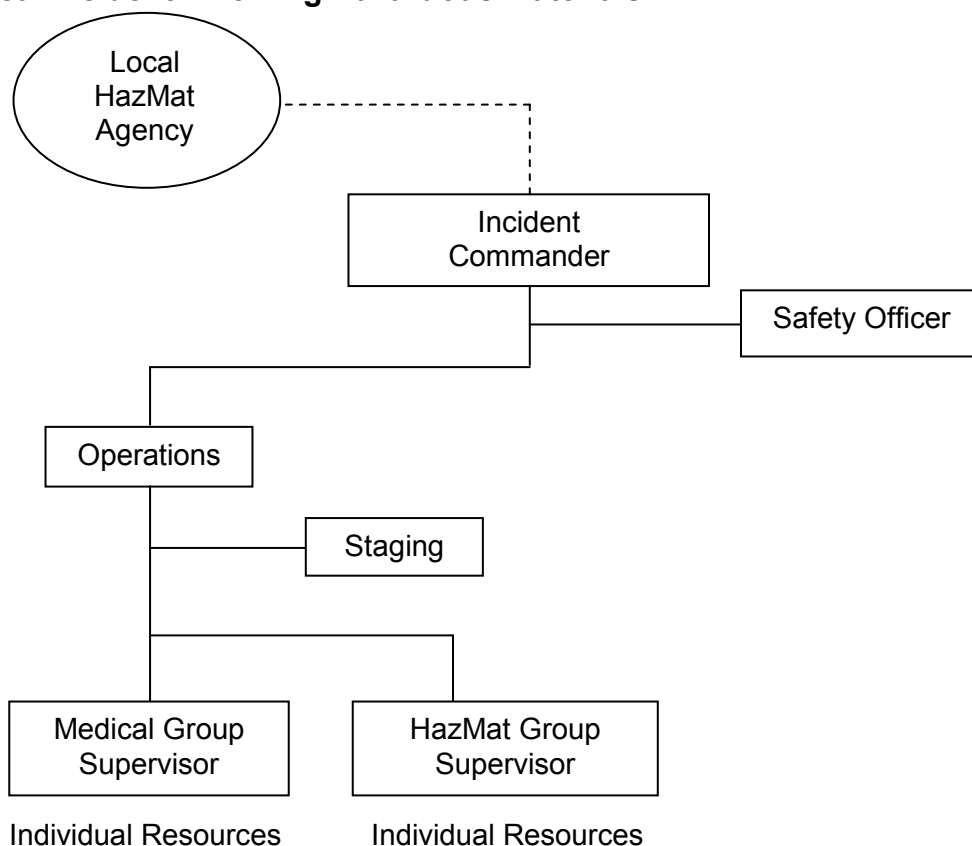 Local
HazMat
Agency
Incident
Commander
Safety Officer
Operations
Staging
Medical Group
Supervisor
HazMat Group
Supervisor
Individual Resources
Individual Resources